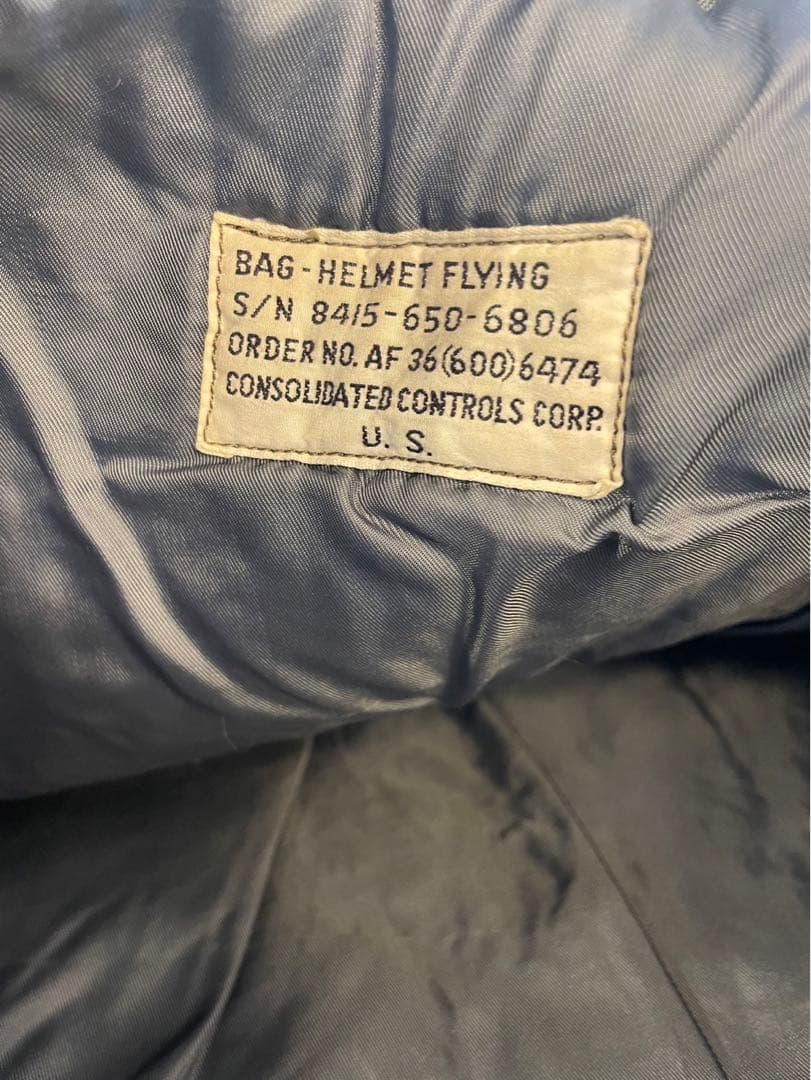 BAG - HELMET FLYING
S/N 8415-650-6806
ORDER NO. AF 36(600)6474
CONSOLIDATED CONTROLS CORP.
U. S.